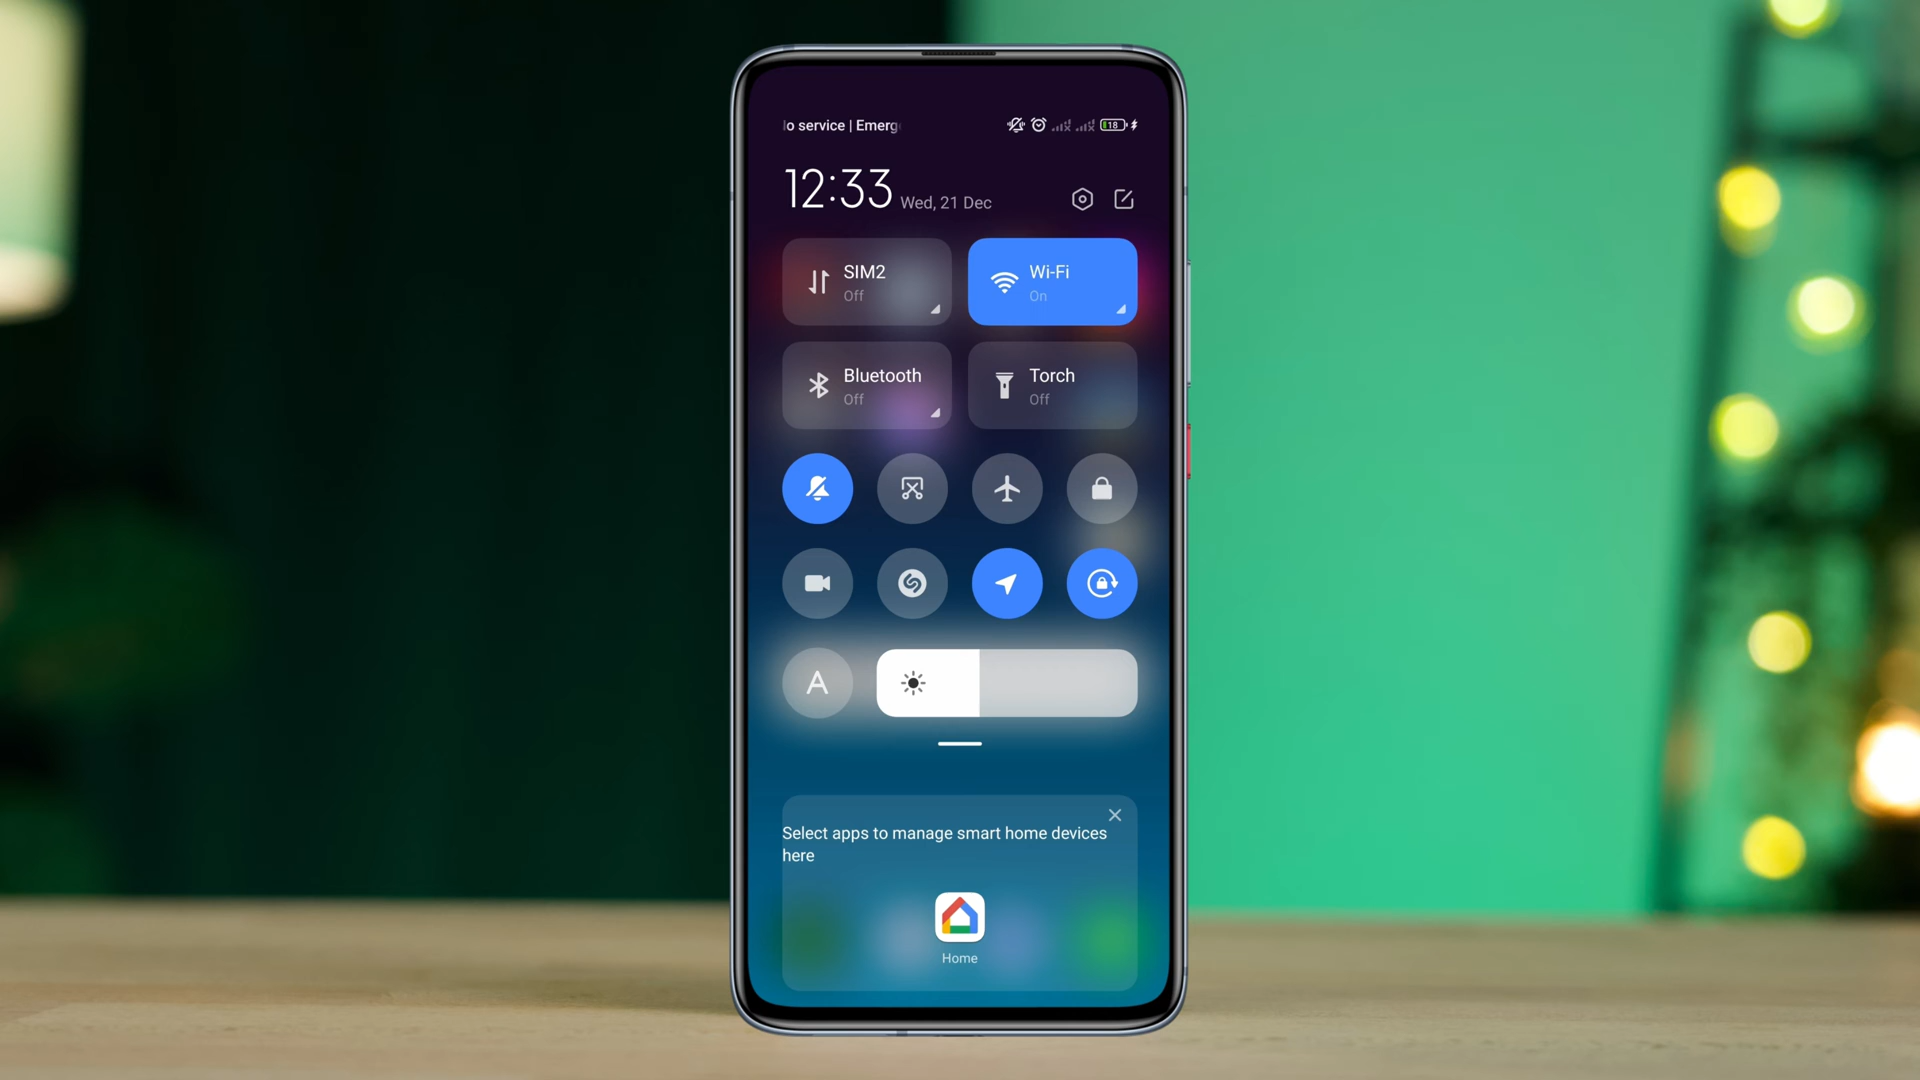 o service | Emerg
18
12:33 Wed, 21 Dec
SIM2
Off
Wi-Fi
On
Bluetooth
Off
Torch
Off
A
Select apps to manage smart home devices
here
Home